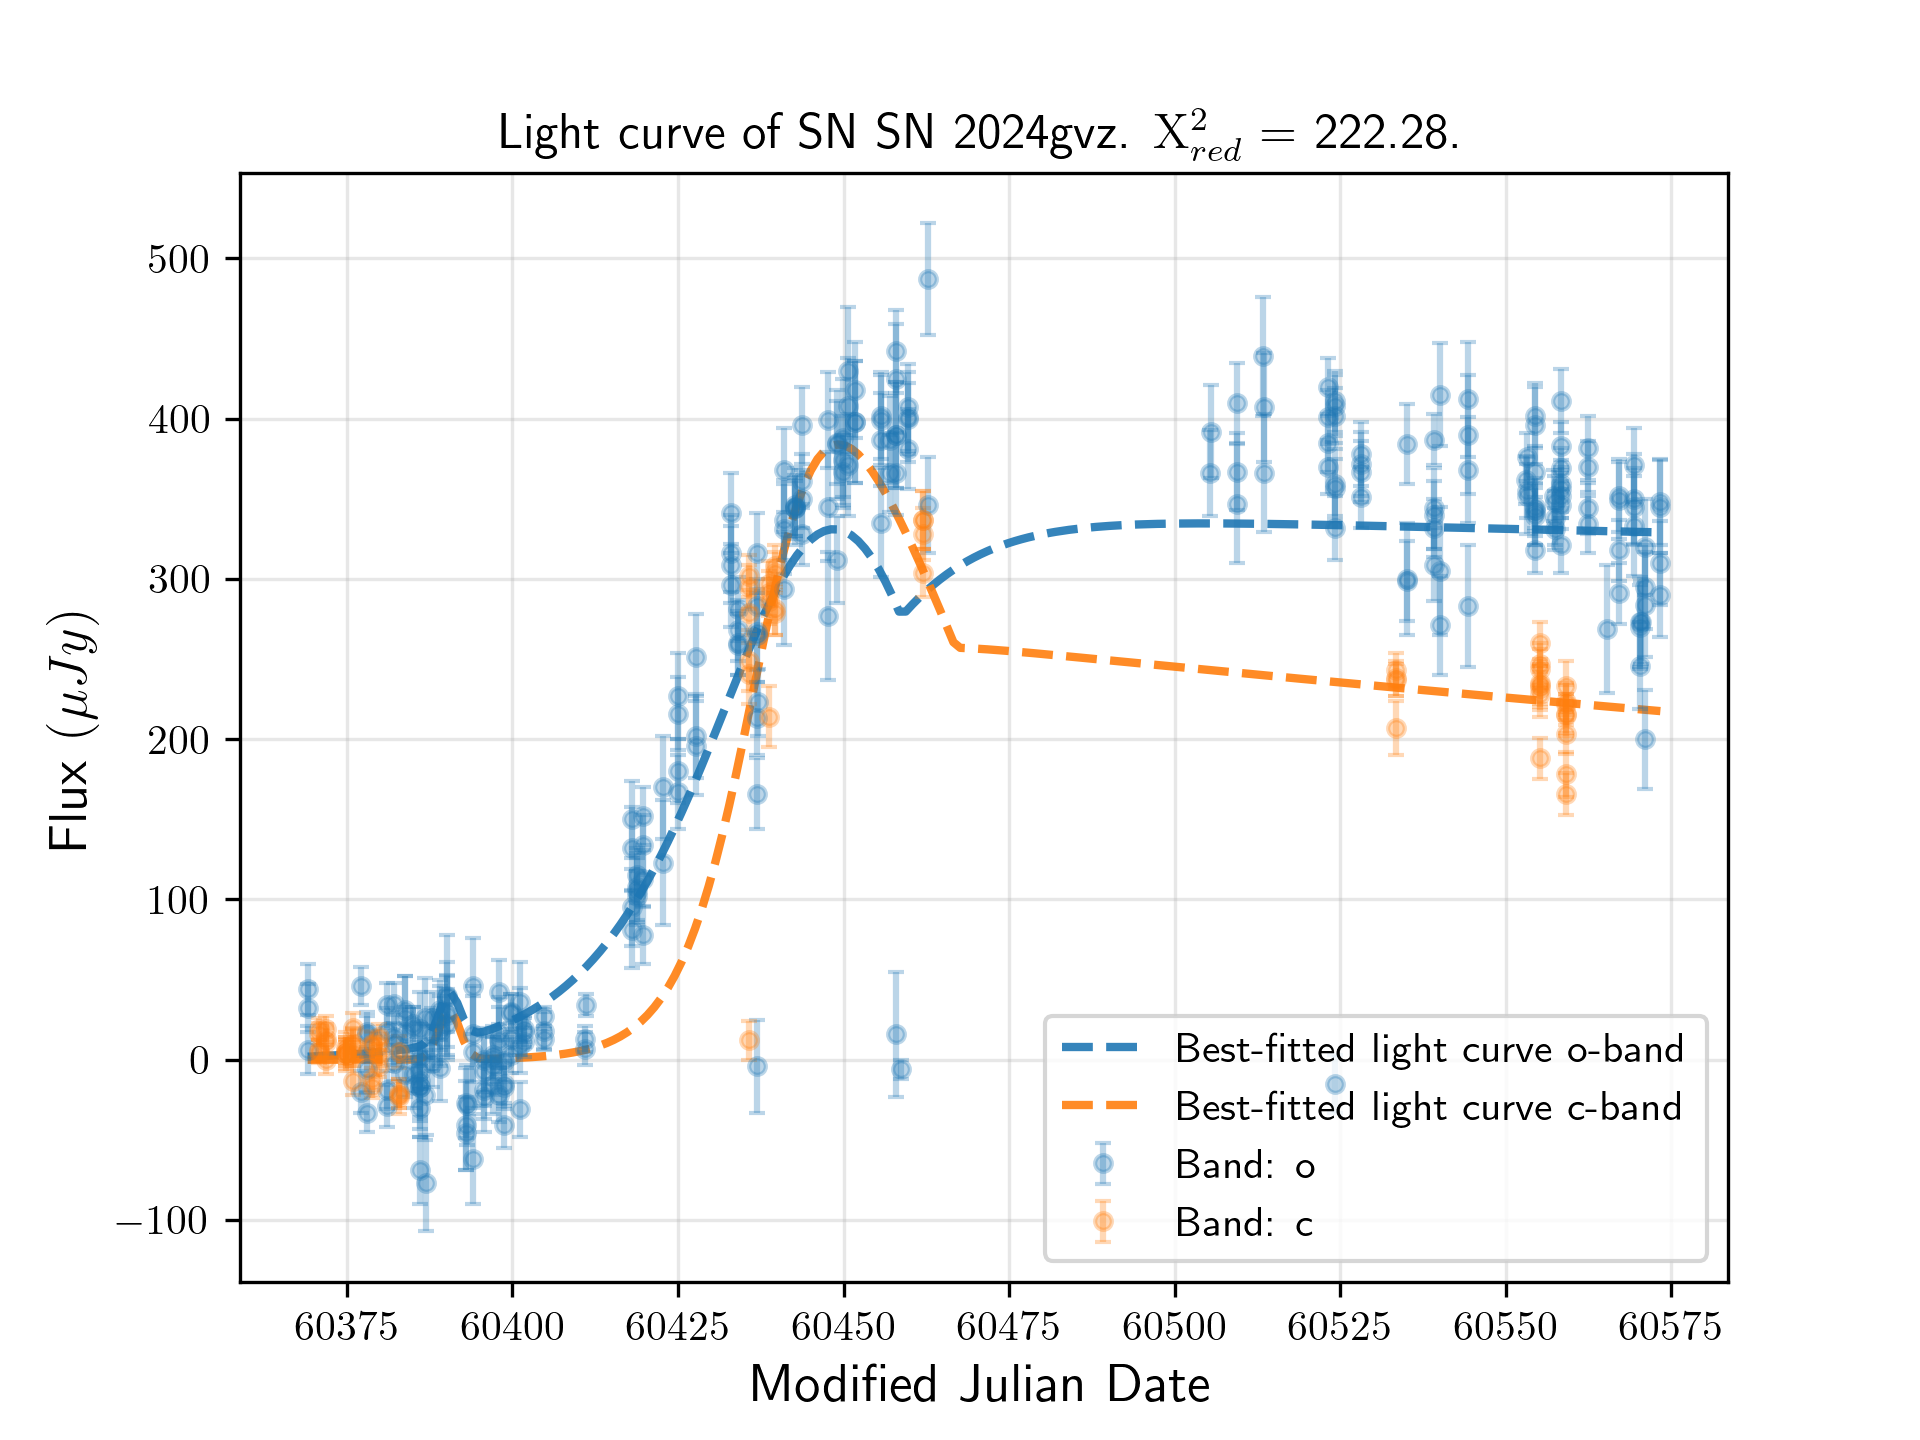 Light curve of SN SN 2024gvz. X²_red = 222.28.
Flux (μJy)
500
400
300
200
100
0
−100
Best-fitted light curve o-band
Best-fitted light curve c-band
Band: o
Band: c
60375 60400 60425 60450 60475 60500 60525 60550 60575
Modified Julian Date